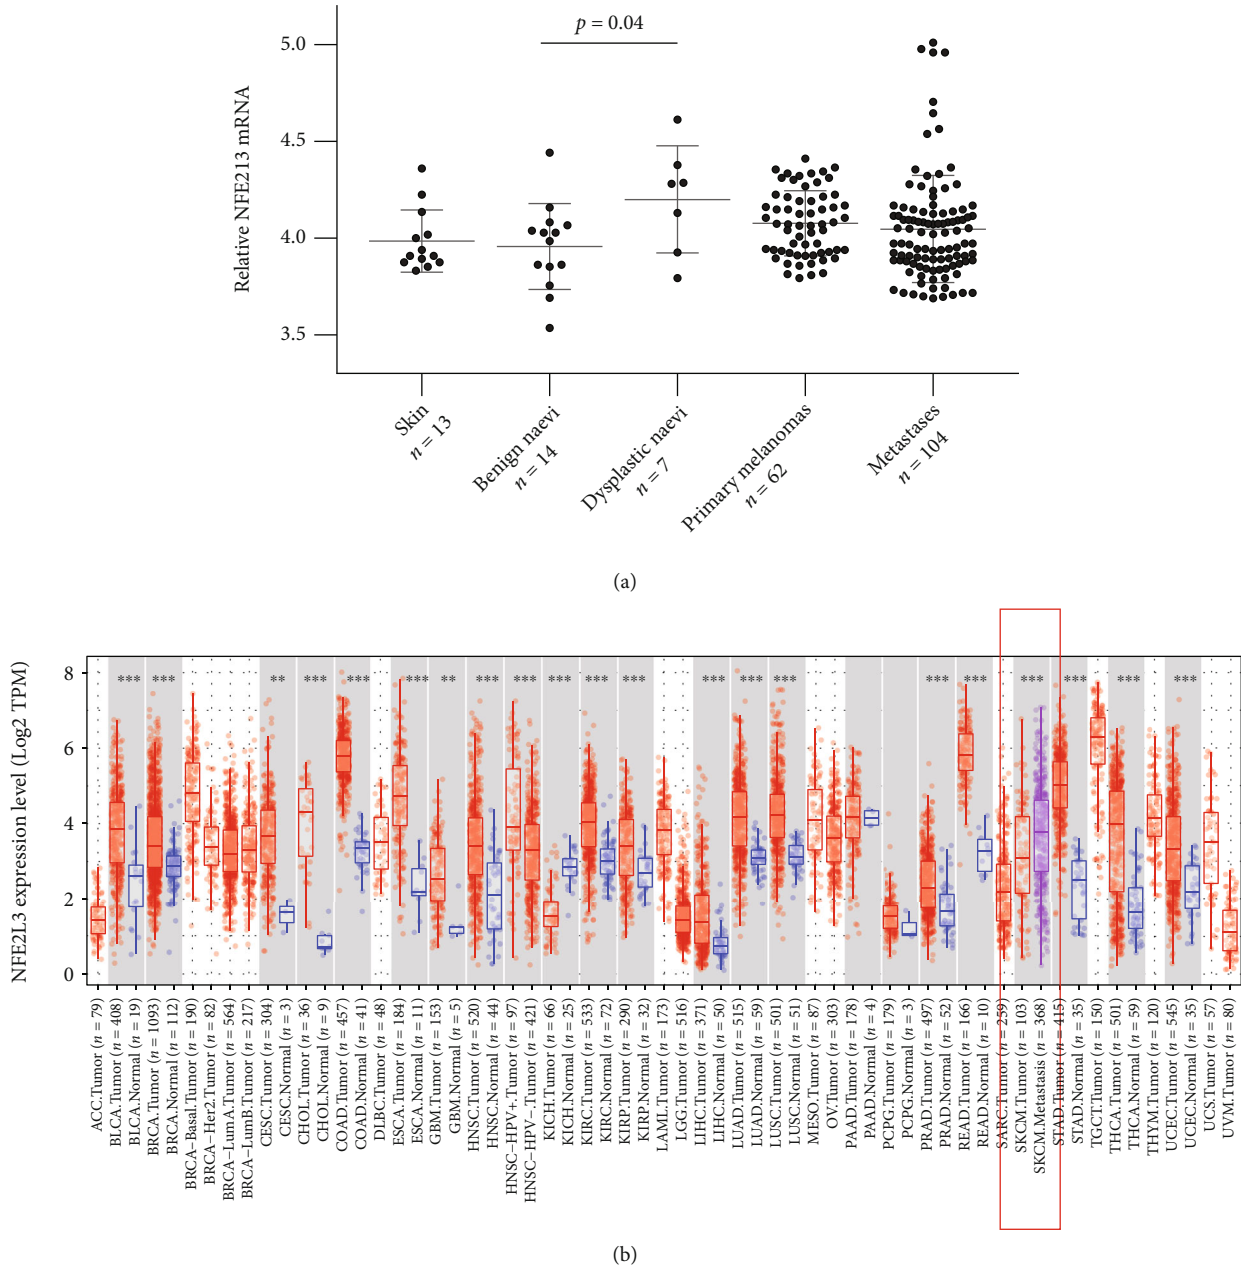 p = 0.04
Relative NFE213 mRNA
5.0
4.5
4.0
3.5
Skin
n = 13
Benign naevi
n = 14
Dysplastic naevi
n = 7
Primary melanomas
n = 62
Metastases
n = 104
(a)
NFE2L3 expression level (Log2 TPM)
8
6
4
2
0
*** *** ** *** *** *** ** *** *** *** *** *** *** *** *** *** *** *** *** *** ***
ACC.Tumor (n = 79)
BLCA.Tumor (n = 408)
BLCA.Normal (n = 19)
BRCA.Tumor (n = 1093)
BRCA.Normal (n = 112)
BRCA−Basal.Tumor (n = 190)
BRCA−Her2.Tumor (n = 82)
BRCA−LumA.Tumor (n = 564)
BRCA−LumB.Tumor (n = 217)
CESC.Tumor (n = 304)
CESC.Normal (n = 3)
CHOL.Tumor (n = 36)
CHOL.Normal (n = 9)
COAD.Tumor (n = 457)
COAD.Normal (n = 41)
DLBC.Tumor (n = 48)
ESCA.Tumor (n = 184)
ESCA.Normal (n = 11)
GBM.Tumor (n = 153)
GBM.Normal (n = 5)
HNSC.Tumor (n = 520)
HNSC.Normal (n = 44)
HNSC−HPV+.Tumor (n = 97)
HNSC−HPV−.Tumor (n = 421)
KICH.Tumor (n = 66)
KICH.Normal (n = 25)
KIRC.Tumor (n = 533)
KIRC.Normal (n = 72)
KIRP.Tumor (n = 290)
KIRP.Normal (n = 32)
LAML.Tumor (n = 173)
LGG.Tumor (n = 516)
LIHC.Tumor (n = 371)
LIHC.Normal (n = 50)
LUAD.Tumor (n = 515)
LUAD.Normal (n = 59)
LUSC.Tumor (n = 501)
LUSC.Normal (n = 51)
MESO.Tumor (n = 87)
OV.Tumor (n = 303)
PAAD.Tumor (n = 178)
PAAD.Normal (n = 4)
PCPG.Tumor (n = 179)
PCPG.Normal (n = 3)
PRAD.Tumor (n = 497)
PRAD.Normal (n = 52)
READ.Tumor (n = 166)
READ.Normal (n = 10)
SARC.Tumor (n = 259)
SKCM.Tumor (n = 103)
SKCM.Metastasis (n = 368)
STAD.Tumor (n = 415)
STAD.Normal (n = 35)
TGCT.Tumor (n = 150)
THCA.Tumor (n = 501)
THCA.Normal (n = 59)
THYM.Tumor (n = 120)
UCEC.Tumor (n = 545)
UCEC.Normal (n = 35)
UCS.Tumor (n = 57)
UVM.Tumor (n = 80)
(b)